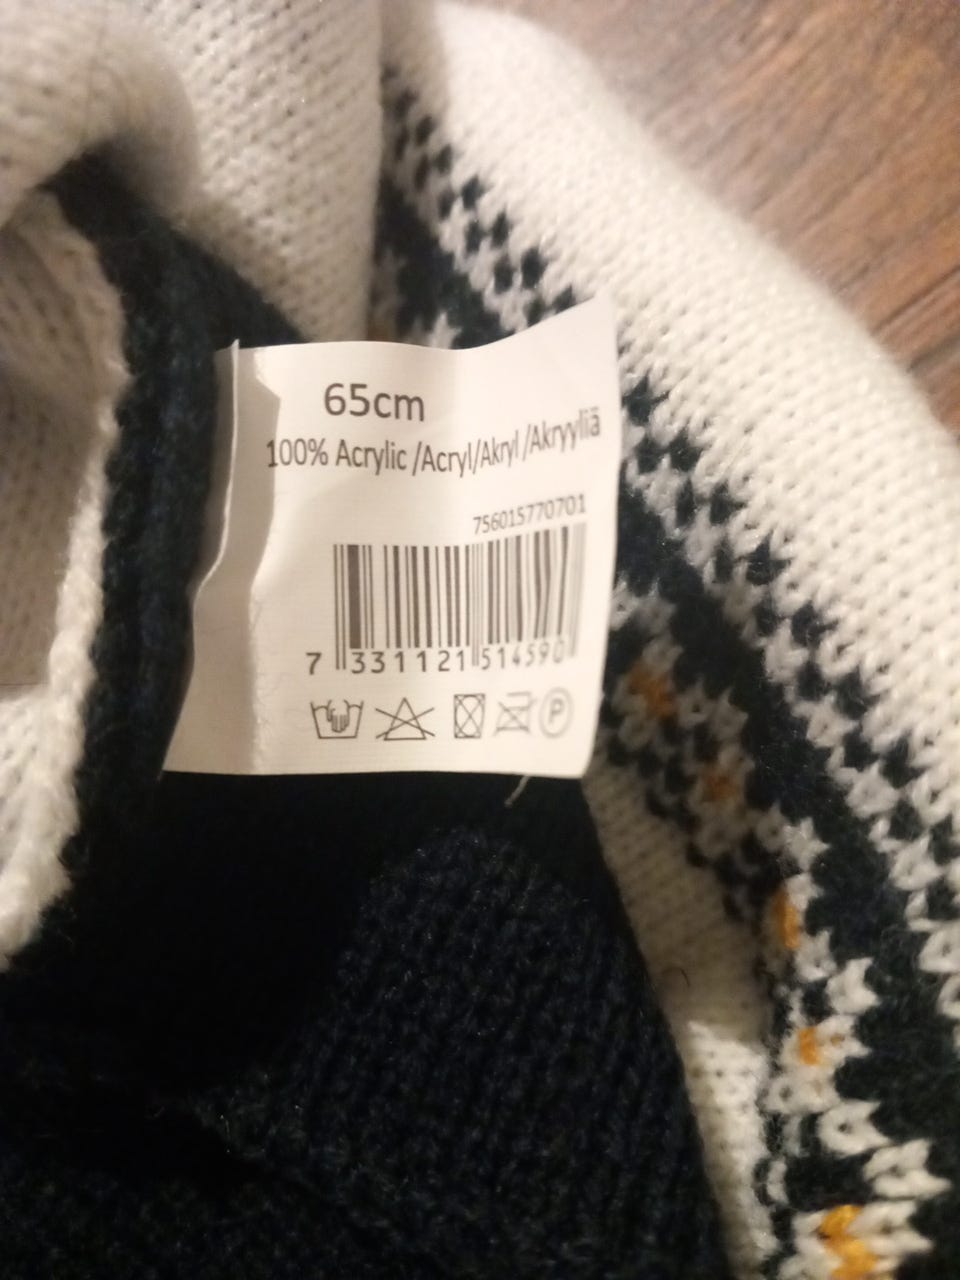 65cm
100% Acrylic /Acryl/Akryl /Akryyliä
756015770701
7 331121 514590
P